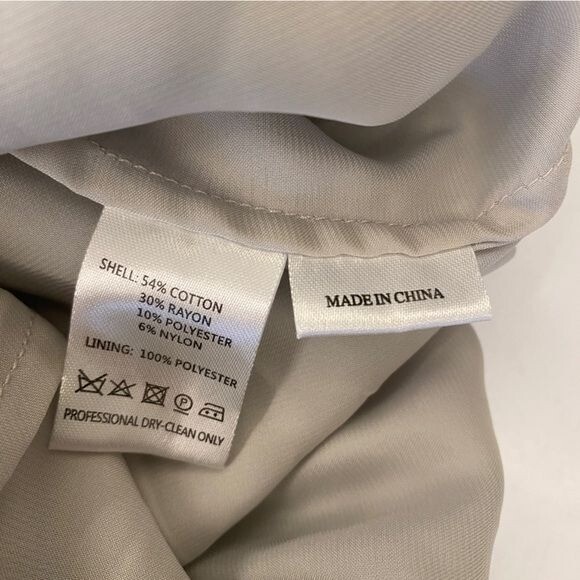 SHELL: 54% COTTON
30% RAYON
10% POLYESTER
6% NYLON
LINING: 100% POLYESTER
P
PROFESSIONAL DRY-CLEAN ONLY
MADE IN CHINA